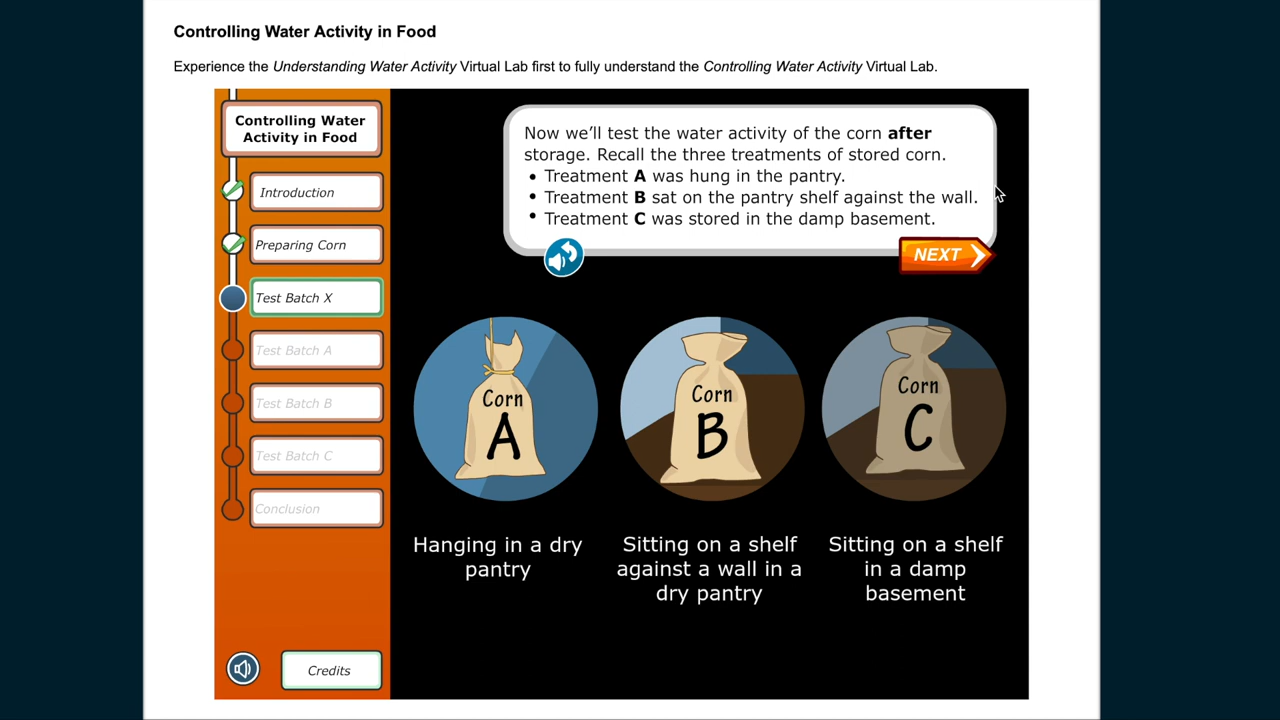 Controlling Water Activity in Food
Experience the Understanding Water Activity Virtual Lab first to fully understand the Controlling Water Activity Virtual Lab.
Controlling Water
Activity in Food
Introduction
Preparing Corn
Test Batch X
Test Batch A
Test Batch B
Test Batch C
Conclusion
Credits
Now we’ll test the water activity of the corn after
storage. Recall the three treatments of stored corn.
• Treatment A was hung in the pantry.
• Treatment B sat on the pantry shelf against the wall.
• Treatment C was stored in the damp basement.
NEXT
Corn
A
Corn
B
Corn
C
Hanging in a dry
pantry
Sitting on a shelf
against a wall in a
dry pantry
Sitting on a shelf
in a damp
basement